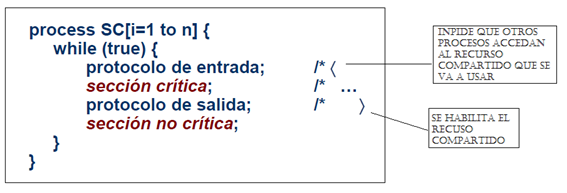 process SC[i=1 to n] {
while (true) {
protocolo de entrada; /* ⟨
sección crítica; /* ...
protocolo de salida; /* ⟩
sección no crítica;
}
}
INPIDE QUE OTROS
PROCESOS ACCEDAN
AL RECURSO
COMPARTIDO QUE SE
VA A USAR
SE HABILITA EL
RECUSO
COMPARTIDO